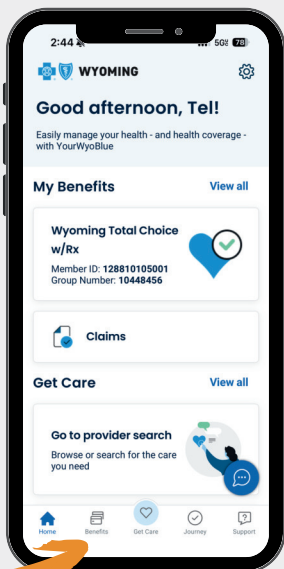 2:44
5G 78
WYOMING
Good afternoon, Tel!
Easily manage your health - and health coverage -
with YourWyoBlue
My Benefits View all
Wyoming Total Choice
w/Rx
Member ID: 128810105001
Group Number: 10448456
Claims
Get Care View all
Go to provider search
Browse or search for the care
you need
Home Benefits Get Care Journey Support